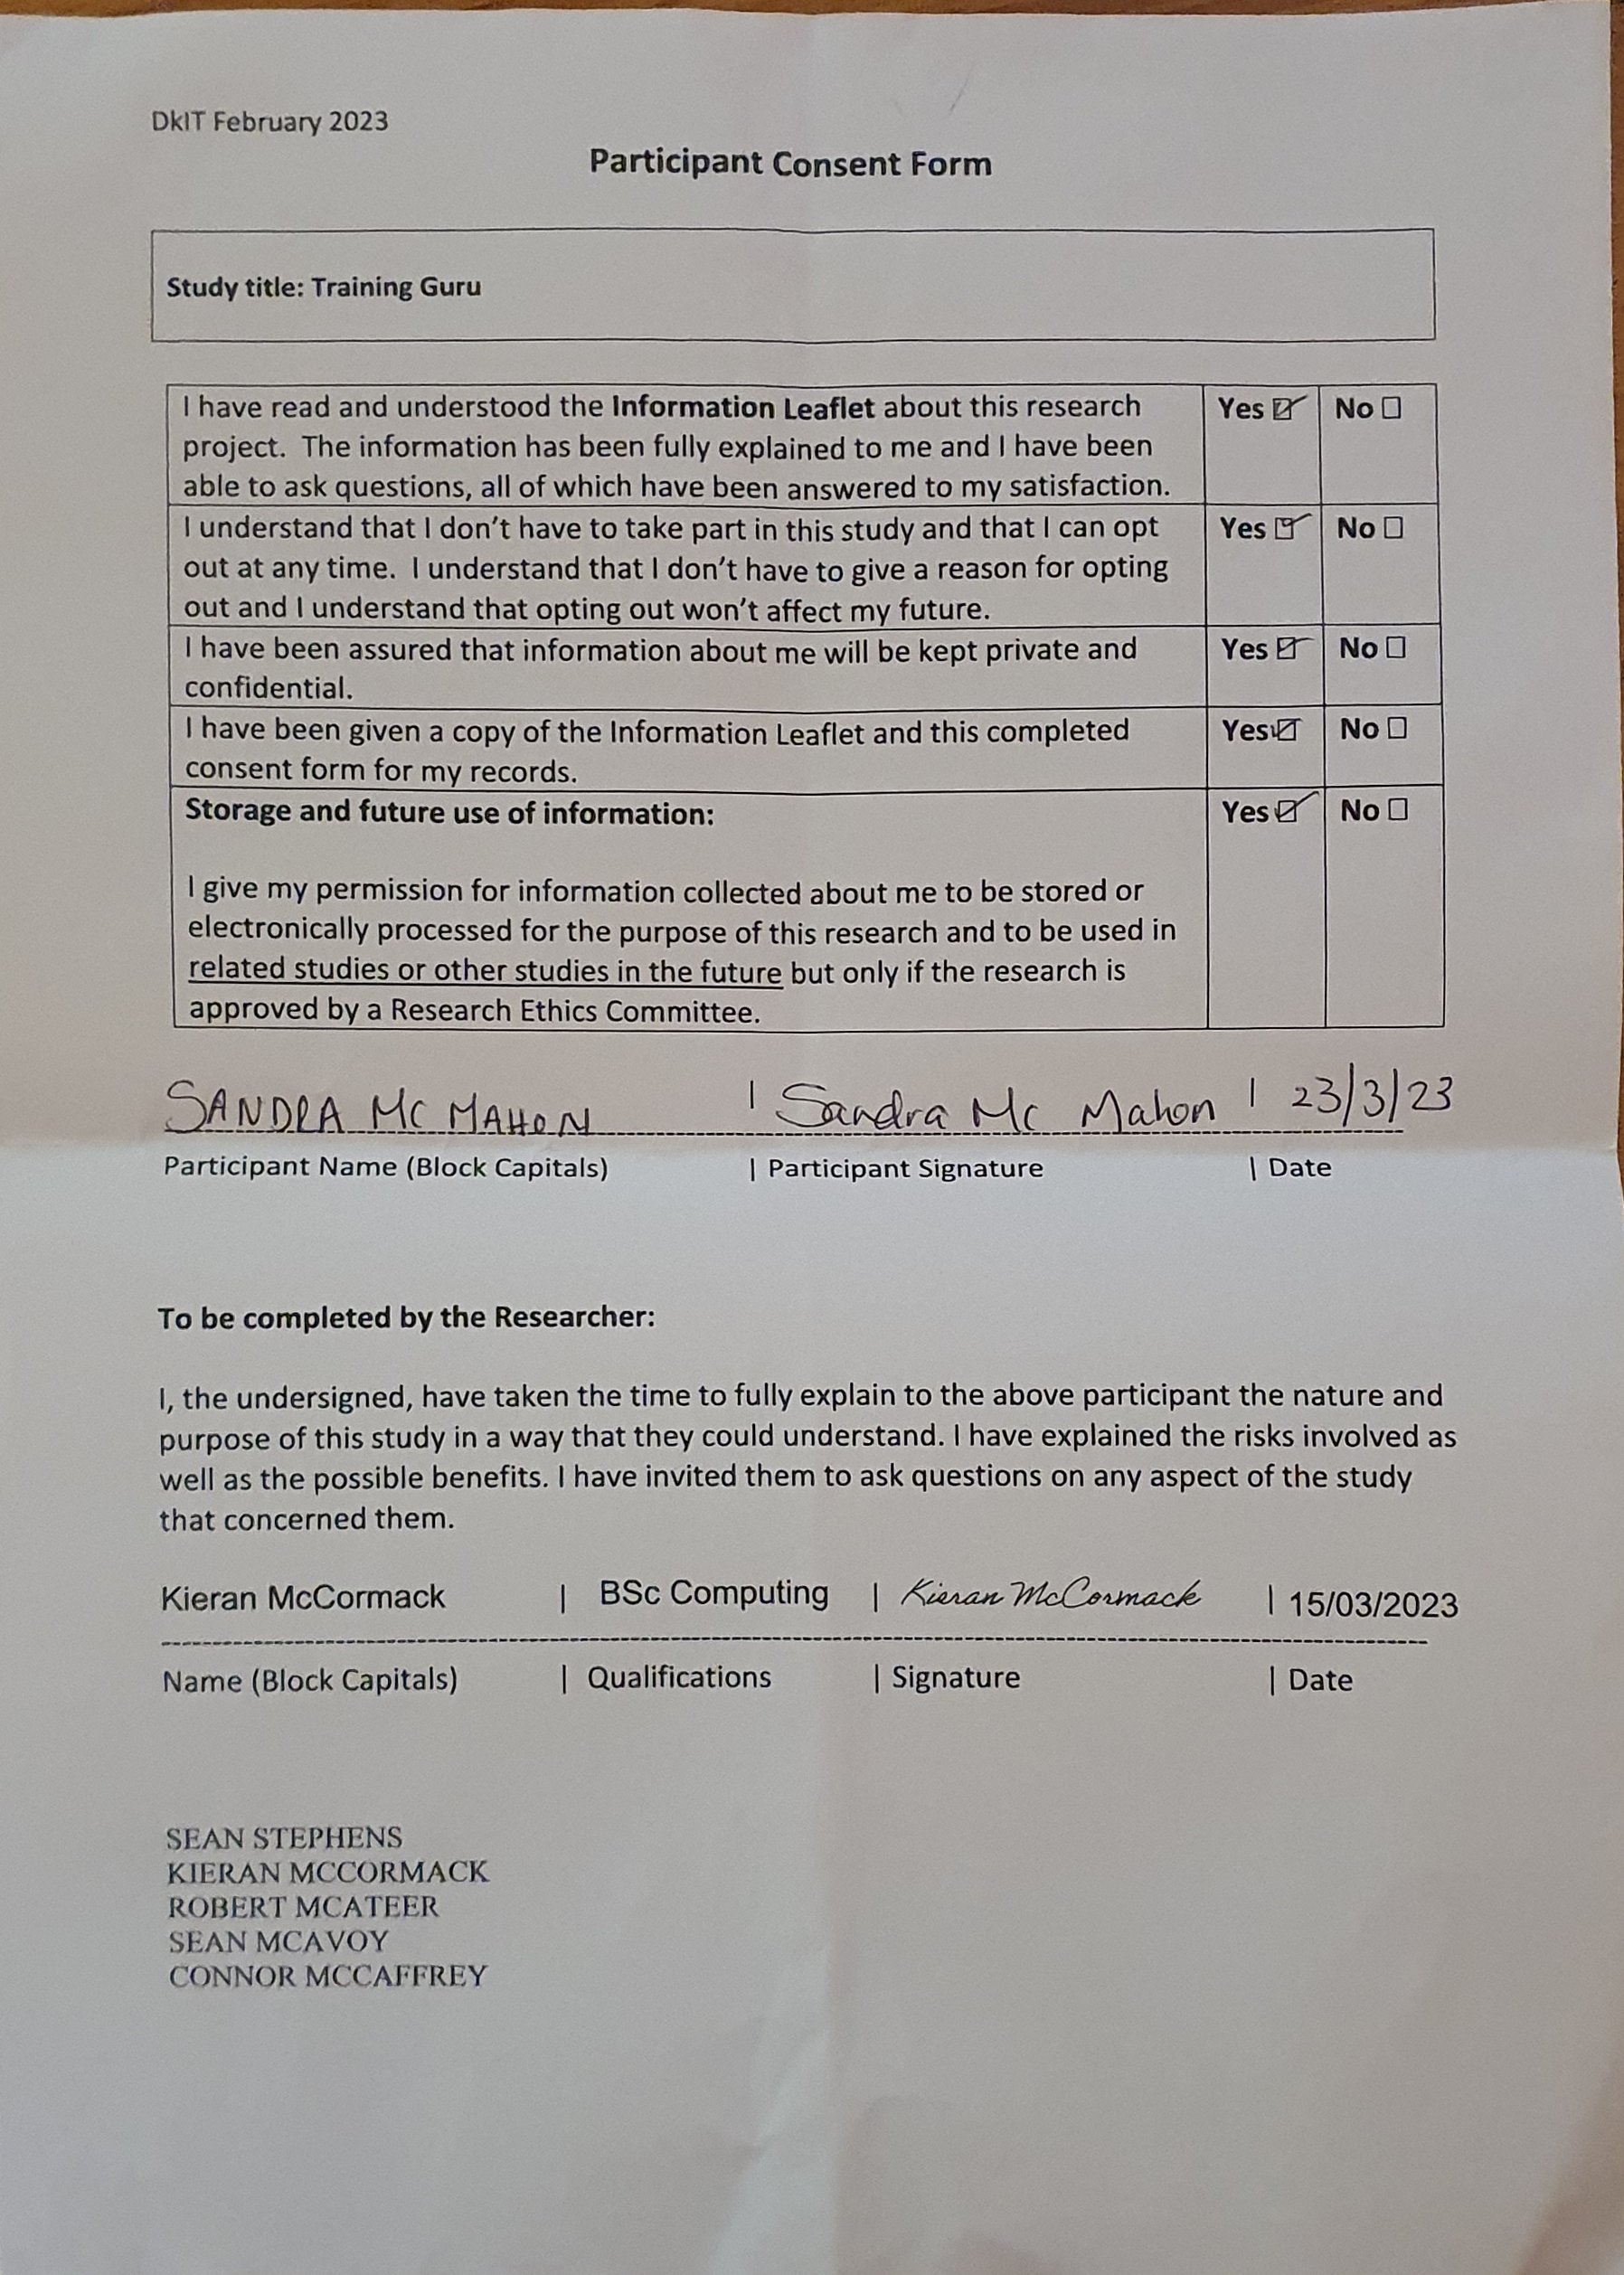 DkIT February 2023
Participant Consent Form
Study title: Training Guru
I have read and understood the Information Leaflet about this research Yes ☑ No ☐
project. The information has been fully explained to me and I have been
able to ask questions, all of which have been answered to my satisfaction.
I understand that I don't have to take part in this study and that I can opt Yes ☑ No ☐
out at any time. I understand that I don't have to give a reason for opting
out and I understand that opting out won't affect my future.
I have been assured that information about me will be kept private and Yes ☑ No ☐
confidential.
I have been given a copy of the Information Leaflet and this completed Yes ☑ No ☐
consent form for my records.
Storage and future use of information: Yes ☑ No ☐
I give my permission for information collected about me to be stored or
electronically processed for the purpose of this research and to be used in
related studies or other studies in the future but only if the research is
approved by a Research Ethics Committee.
SANDRA MC MAHON | Sandra Mc Mahon | 23/3/23
Participant Name (Block Capitals) | Participant Signature | Date
To be completed by the Researcher:
I, the undersigned, have taken the time to fully explain to the above participant the nature and
purpose of this study in a way that they could understand. I have explained the risks involved as
well as the possible benefits. I have invited them to ask questions on any aspect of the study
that concerned them.
Kieran McCormack | BSc Computing | Kieran McCormack | 15/03/2023
Name (Block Capitals) | Qualifications | Signature | Date
SEAN STEPHENS
KIERAN MCCORMACK
ROBERT MCATEER
SEAN MCAVOY
CONNOR MCCAFFREY